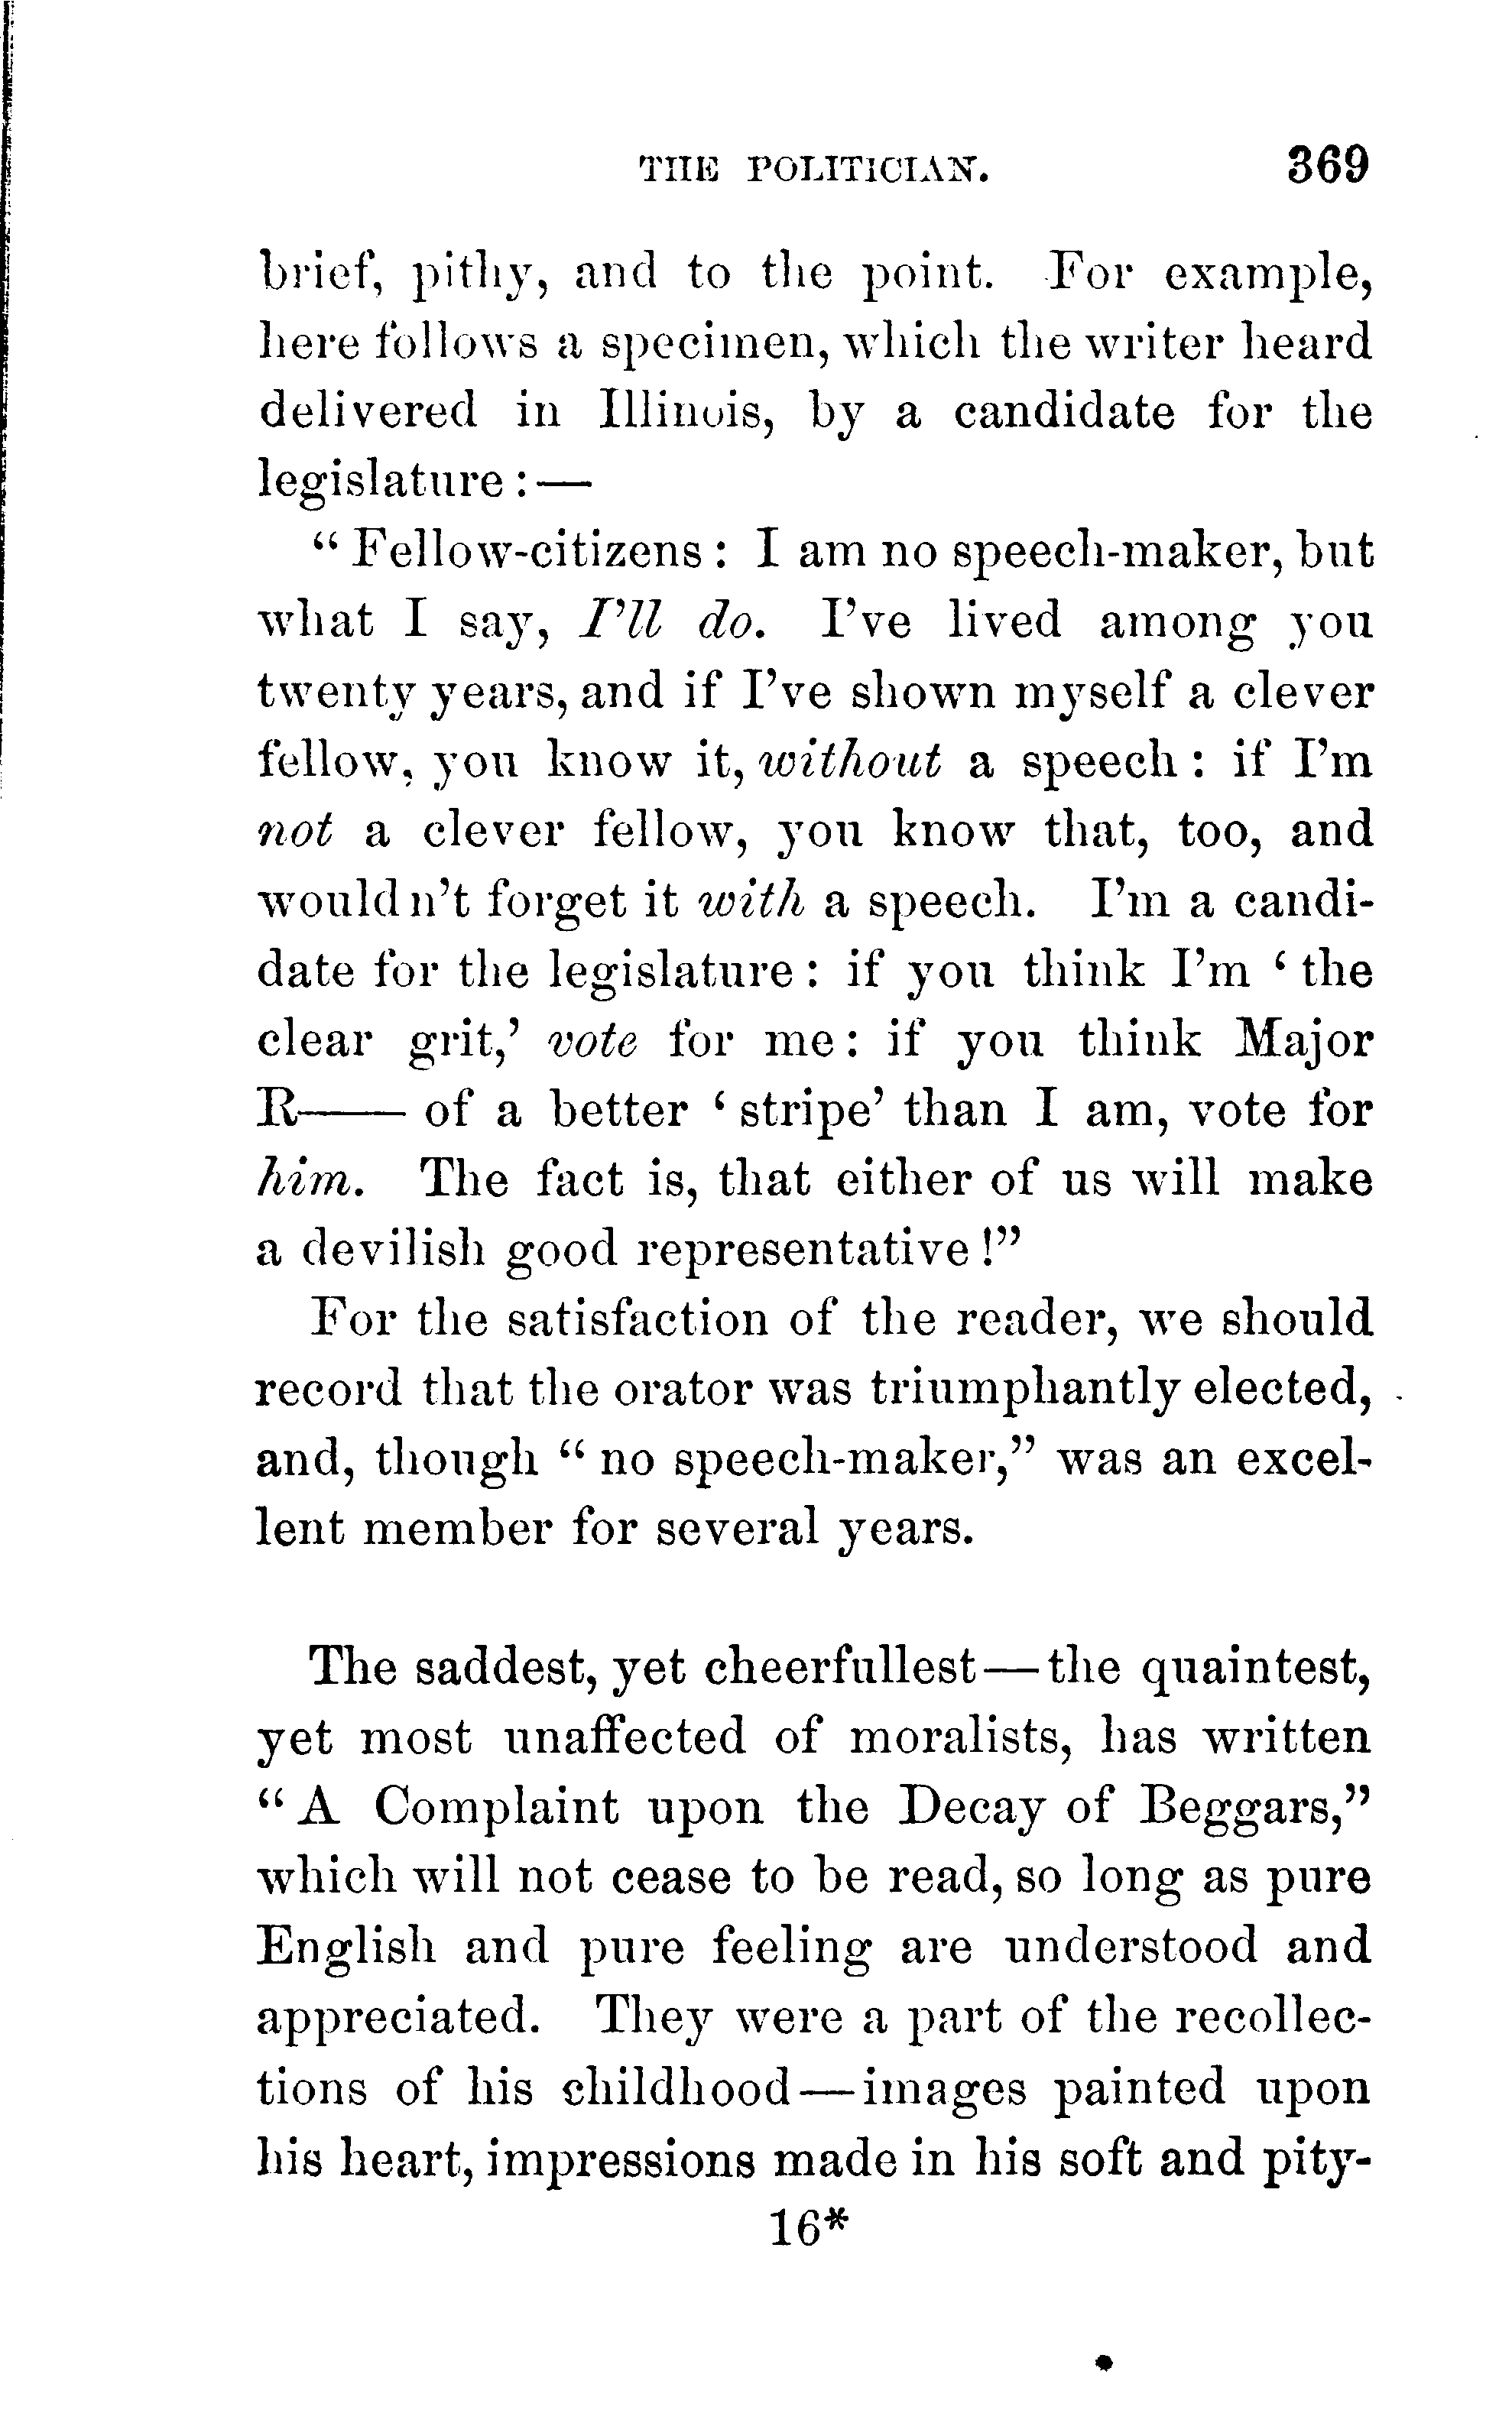 THE POLITICIAN. 369
brief, pithy, and to the point. For example,
here follows a specimen, which the writer heard
delivered in Illinois, by a candidate for the
legislature:—
“Fellow-citizens: I am no speech-maker, but
what I say, I’ll do. I’ve lived among you
twenty years, and if I’ve shown myself a clever
fellow, you know it, without a speech: if I’m
not a clever fellow, you know that, too, and
wouldn’t forget it with a speech. I’m a candi-
date for the legislature: if you think I’m ‘the
clear grit,’ vote for me: if you think Major
R—— of a better ‘stripe’ than I am, vote for
him. The fact is, that either of us will make
a devilish good representative!”
For the satisfaction of the reader, we should
record that the orator was triumphantly elected,
and, though “no speech-maker,” was an excel-
lent member for several years.
The saddest, yet cheerfullest—the quaintest,
yet most unaffected of moralists, has written
“A Complaint upon the Decay of Beggars,”
which will not cease to be read, so long as pure
English and pure feeling are understood and
appreciated. They were a part of the recollec-
tions of his childhood—images painted upon
his heart, impressions made in his soft and pity-
16*